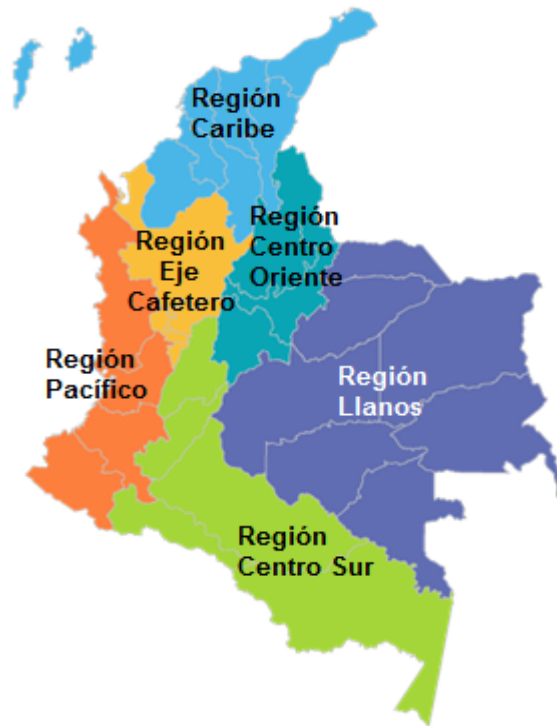 Región
Caribe
Región
Centro
Oriente
Región
Eje
Cafetero
Región
Pacífico
Región
Llanos
Región
Centro Sur